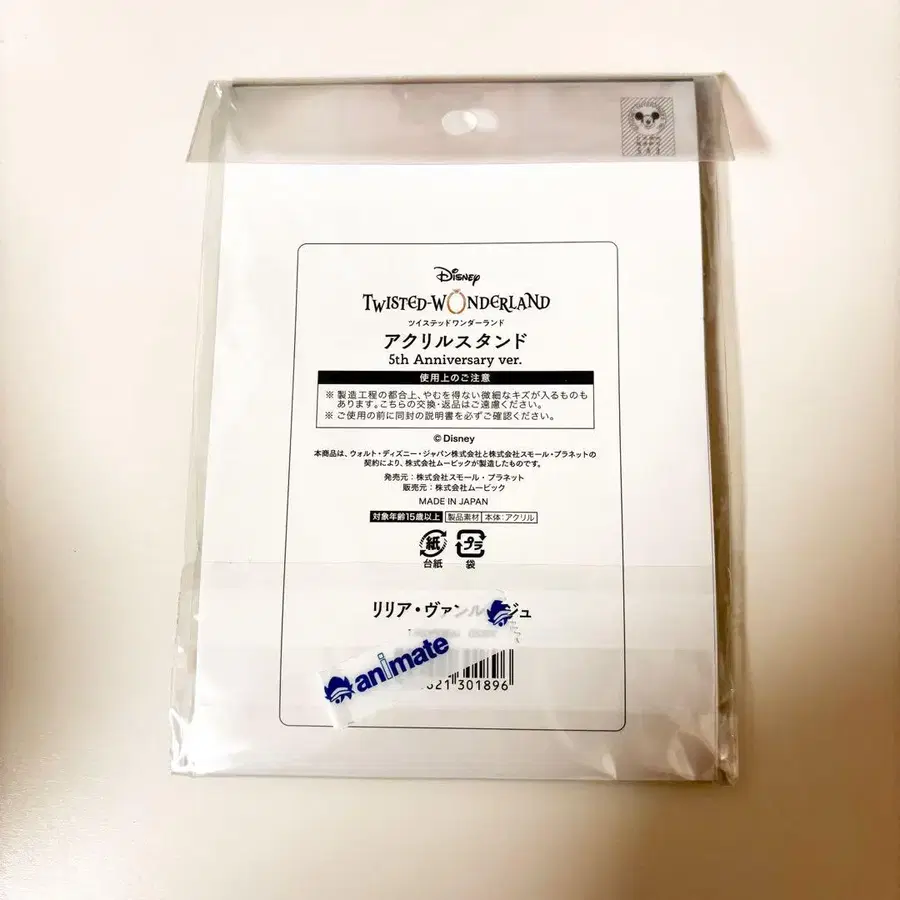 Disney
TWISTED-WONDERLAND
ツイステッドワンダーランド
アクリルスタンド
5th Anniversary ver.
使用上のご注意
※ 製造工程の都合上、やむを得ない微細なキズが入るものも
あります。こちらの交換・返品はご遠慮ください。
※ ご使用の前に同封の説明書を必ずご確認ください。
© Disney
本商品は、ウォルト・ディズニー・ジャパン株式会社と株式会社スモール・プラネットの
契約により、株式会社ムービックが製造したものです。
発売元：株式会社スモール・プラネット
販売元：株式会社ムービック
MADE IN JAPAN
対象年齢15歳以上 製品素材 本体：アクリル
紙 プラ
台紙 袋
リリア・ヴァンル ジュ
animate
621 301896